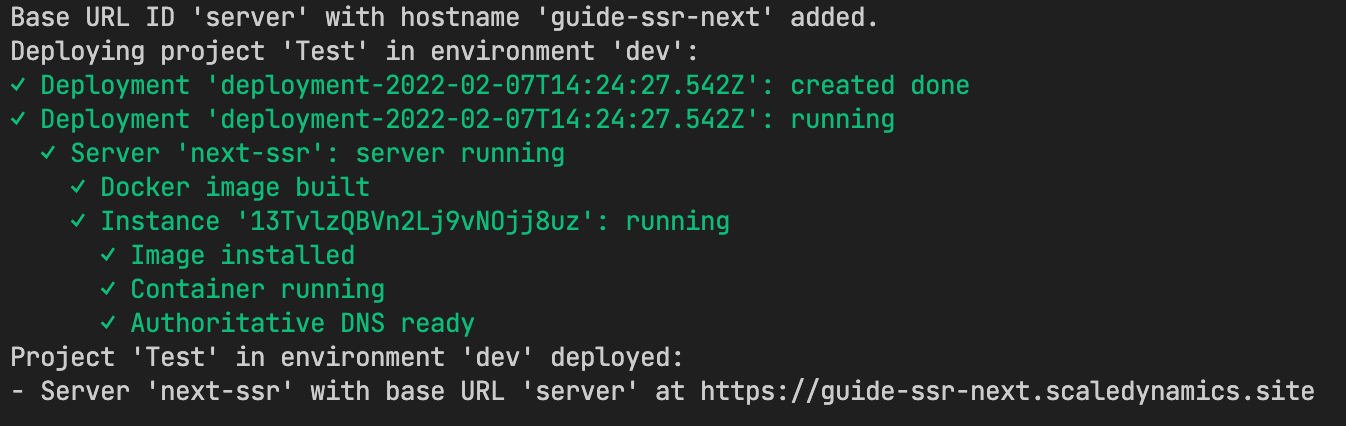 Base URL ID 'server' with hostname 'guide-ssr-next' added.
Deploying project 'Test' in environment 'dev':
✓ Deployment 'deployment-2022-02-07T14:24:27.542Z': created done
✓ Deployment 'deployment-2022-02-07T14:24:27.542Z': running
✓ Server 'next-ssr': server running
✓ Docker image built
✓ Instance '13TvlzQBVn2Lj9vNOjj8uz': running
✓ Image installed
✓ Container running
✓ Authoritative DNS ready
Project 'Test' in environment 'dev' deployed:
- Server 'next-ssr' with base URL 'server' at https://guide-ssr-next.scaledynamics.site